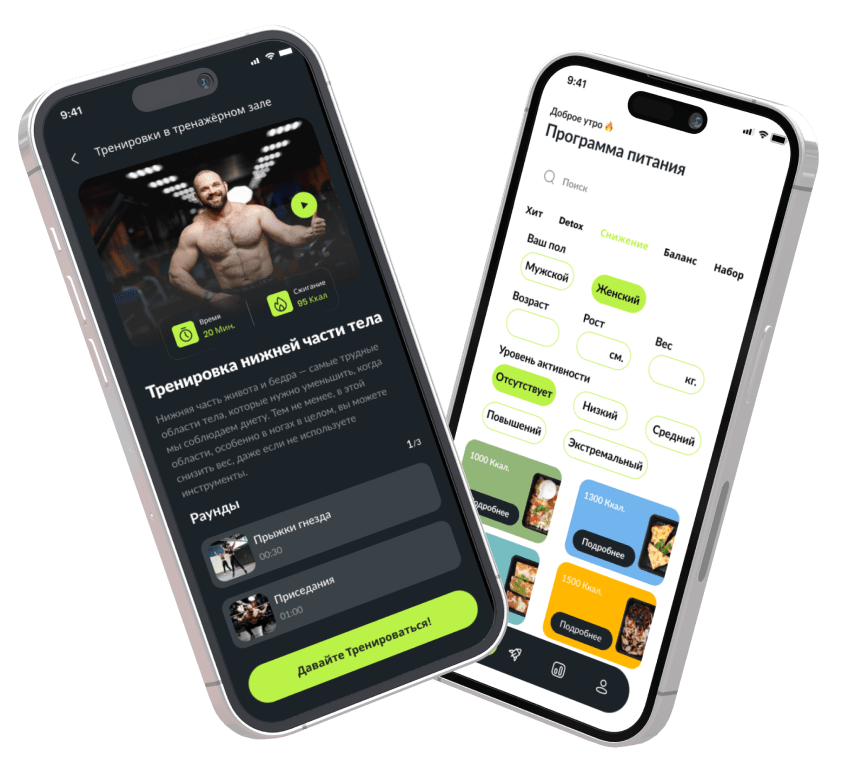 9:41
Тренировки в тренажёрном зале
Время
20 Мин.
Сжигание
95 Ккал
Тренировка нижней части тела
Нижняя часть живота и бедра — самые трудные
области тела, которые нужно уменьшить, когда
мы соблюдаем диету. Тем не менее, в этой
области, особенно в ногах в целом, вы можете
снизить вес, даже если не используете
инструменты.
Раунды
1/3
Прыжки гнезда
00:30
Приседания
01:00
Давайте Тренироваться!
9:41
Доброе утро
Программа питания
Поиск
Хит Detox Снижение Баланс Набор
Ваш пол
Мужской Женский
Возраст Рост Вес
см. кг.
Уровень активности
Отсутствует Низкий Средний
Повышений Экстремальный
1000 Ккал.
Подробнее
1300 Ккал.
Подробнее
1500 Ккал.
Подробнее